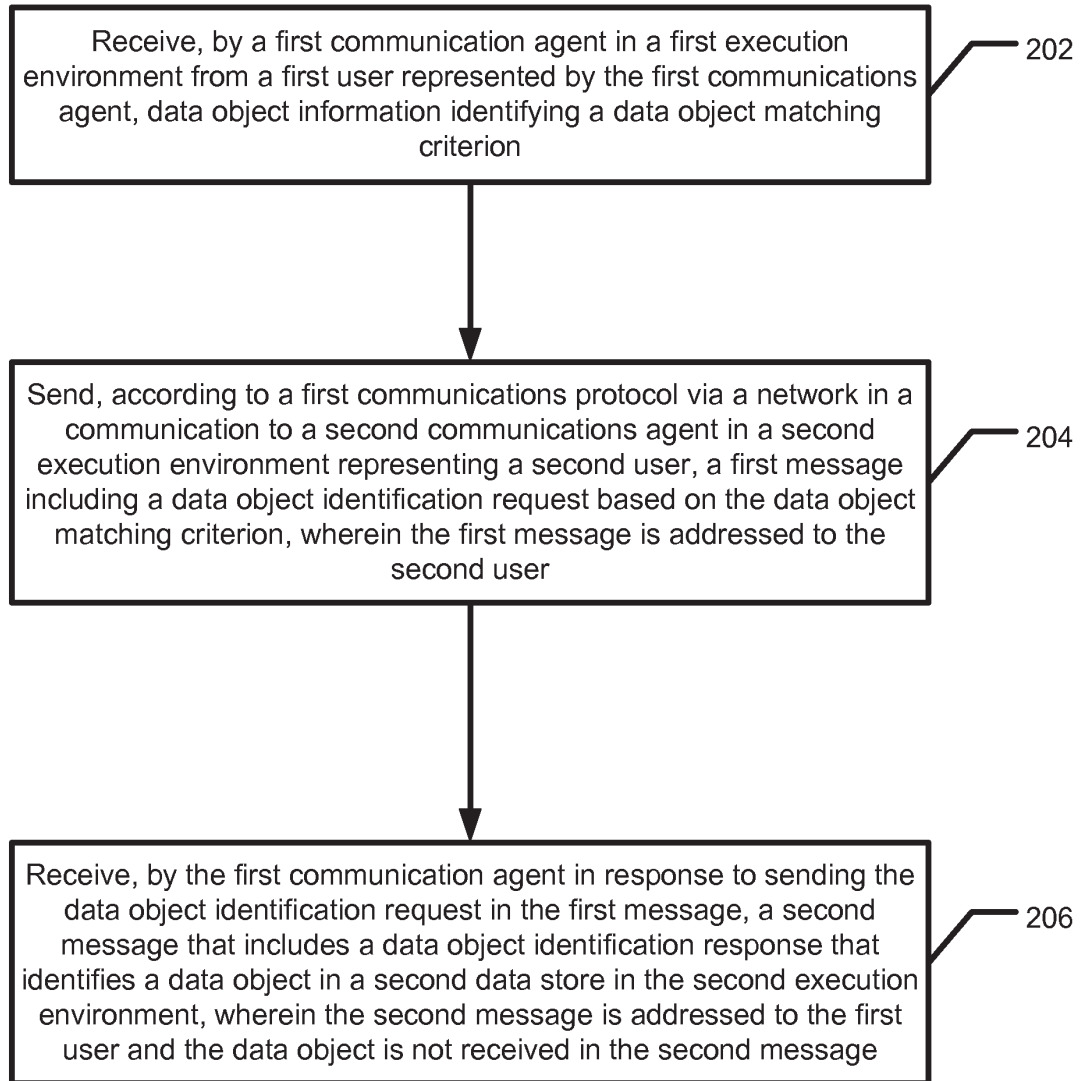 Receive, by a first communication agent in a first execution
environment from a first user represented by the first communications
agent, data object information identifying a data object matching
criterion
202
Send, according to a first communications protocol via a network in a
communication to a second communications agent in a second
execution environment representing a second user, a first message
including a data object identification request based on the data object
matching criterion, wherein the first message is addressed to the
second user
204
Receive, by the first communication agent in response to sending the
data object identification request in the first message, a second
message that includes a data object identification response that
identifies a data object in a second data store in the second execution
environment, wherein the second message is addressed to the first
user and the data object is not received in the second message
206